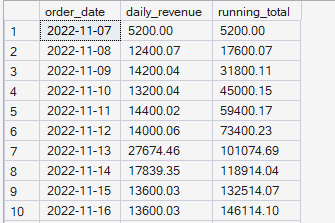 order_date daily_revenue running_total
1 2022-11-07 5200.00 5200.00
2 2022-11-08 12400.07 17600.07
3 2022-11-09 14200.04 31800.11
4 2022-11-10 13200.04 45000.15
5 2022-11-11 14400.02 59400.17
6 2022-11-12 14000.06 73400.23
7 2022-11-13 27674.46 101074.69
8 2022-11-14 17839.35 118914.04
9 2022-11-15 13600.03 132514.07
10 2022-11-16 13600.03 146114.10